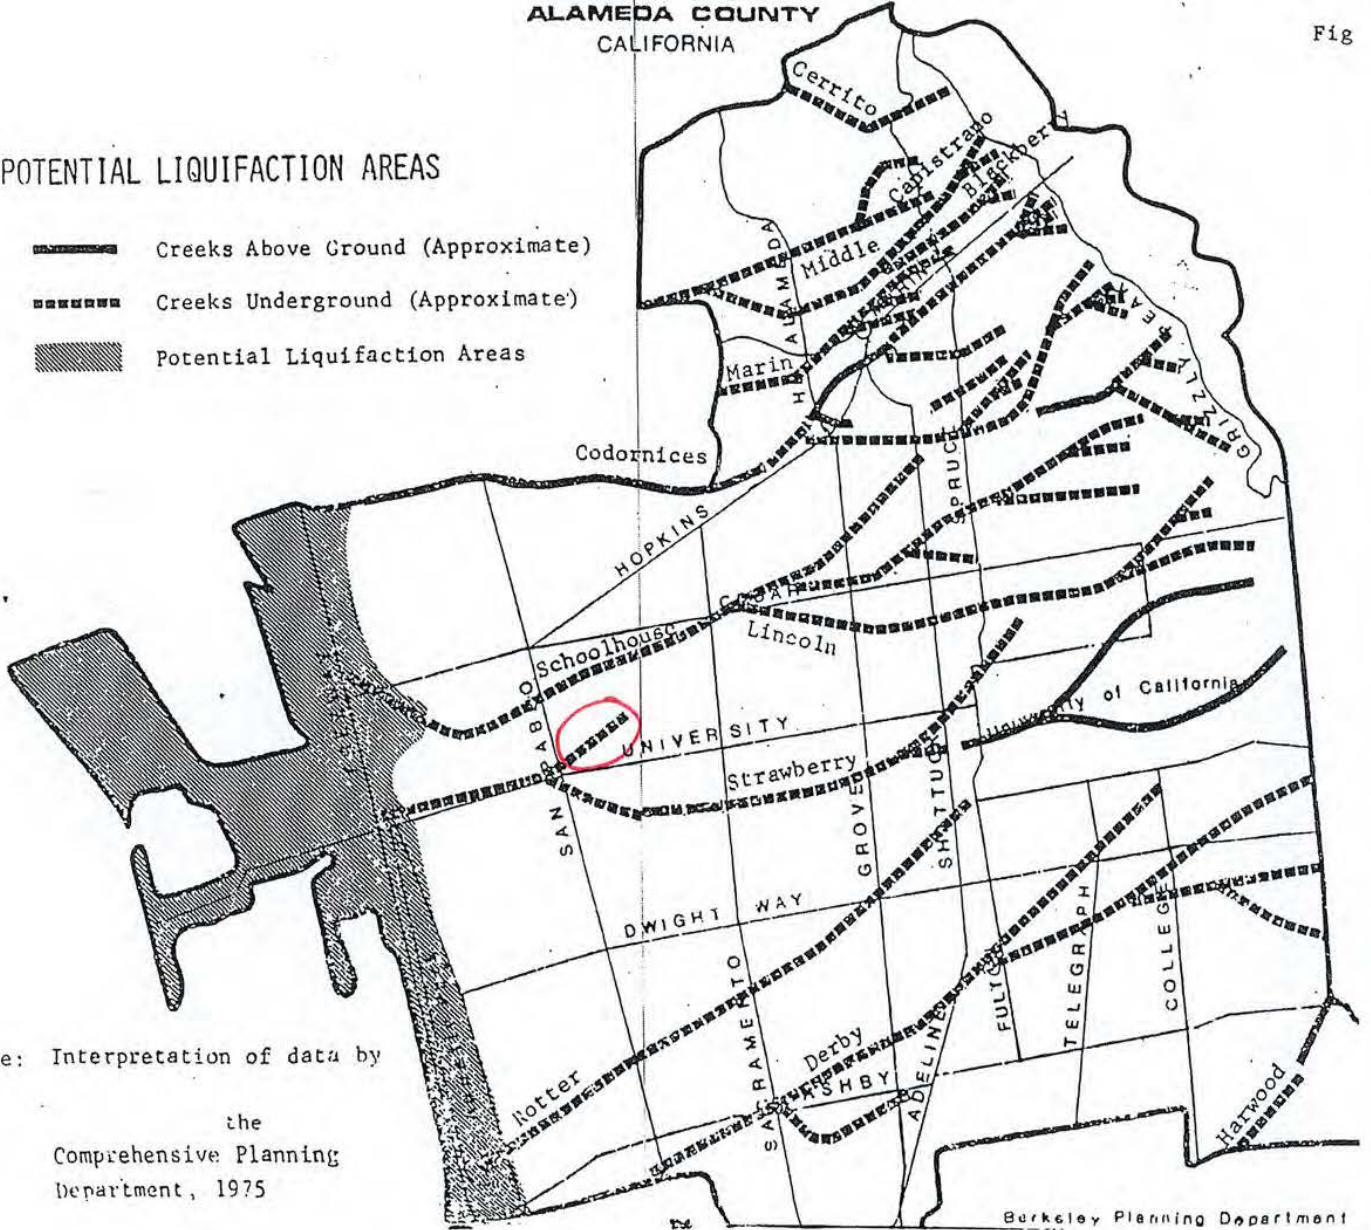 ALAMEDA COUNTY
CALIFORNIA
Fig
POTENTIAL LIQUIFACTION AREAS
Creeks Above Ground (Approximate)
Creeks Underground (Approximate)
Potential Liquifaction Areas
Cerrito
Capistrano
Blackberry
Middle
ALAMEDA
Marin
Codornices
HOPKINS
SPRUCE
PEAK
GRIZZLY
Schoolhouse
Lincoln
University of California
UNIVERSITY
Strawberry
SAN PABLO
GROVE
SHATTUCK
DWIGHT WAY
SACRAMENTO
Derby
ASHBY
ADELINE
FULTON
TELEGRAPH
COLLEGE
Harwood
e: Interpretation of data by
the
Comprehensive Planning
Department, 1975
Berkeley Planning Department